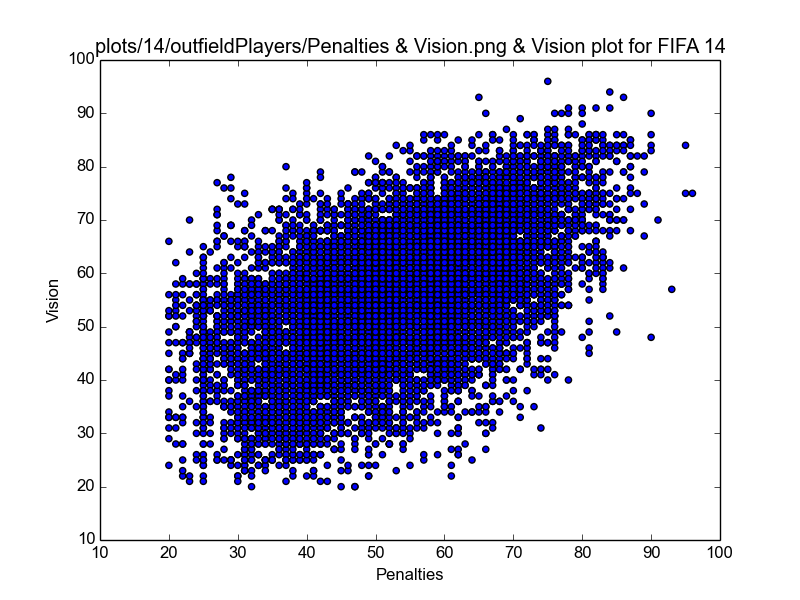 plots/14/outfieldPlayers/Penalties & Vision.png & Vision plot for FIFA 14
100
90
80
70
60
50
40
30
20
10
Vision
10 20 30 40 50 60 70 80 90 100
Penalties